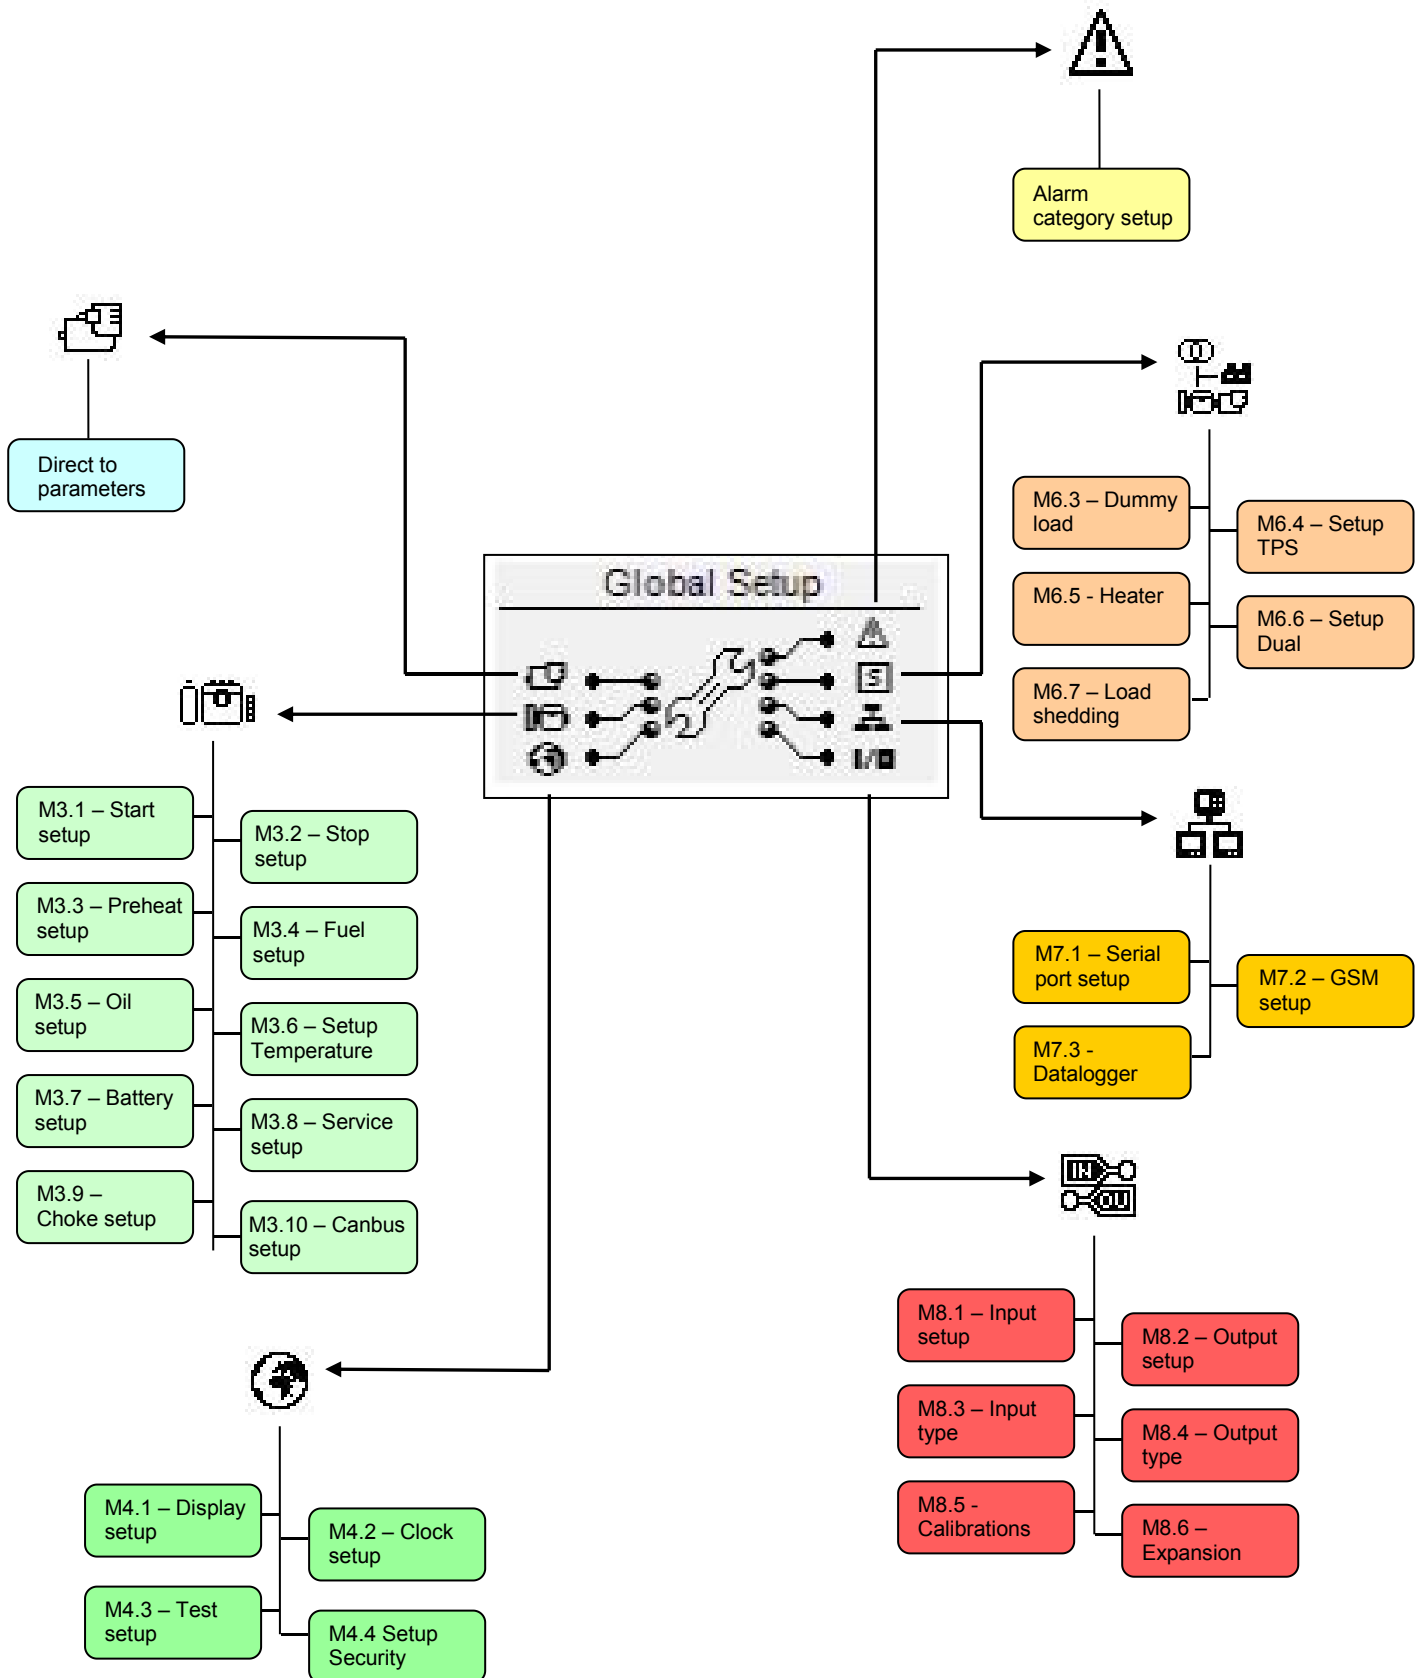 Alarm
category setup
Direct to
parameters
M6.3 – Dummy
load
M6.4 – Setup
TPS
M6.5 - Heater
M6.6 – Setup
Dual
M6.7 – Load
shedding
Global Setup
S
I/
M3.1 – Start
setup
M3.2 – Stop
setup
M3.3 – Preheat
setup
M3.4 – Fuel
setup
M3.5 – Oil
setup
M3.6 – Setup
Temperature
M3.7 – Battery
setup
M3.8 – Service
setup
M3.9 –
Choke setup
M3.10 – Canbus
setup
M7.1 – Serial
port setup
M7.2 – GSM
setup
M7.3 -
Datalogger
IN
OU
M8.1 – Input
setup
M8.2 – Output
setup
M8.3 – Input
type
M8.4 – Output
type
M8.5 -
Calibrations
M8.6 –
Expansion
M4.1 – Display
setup
M4.2 – Clock
setup
M4.3 – Test
setup
M4.4 Setup
Security